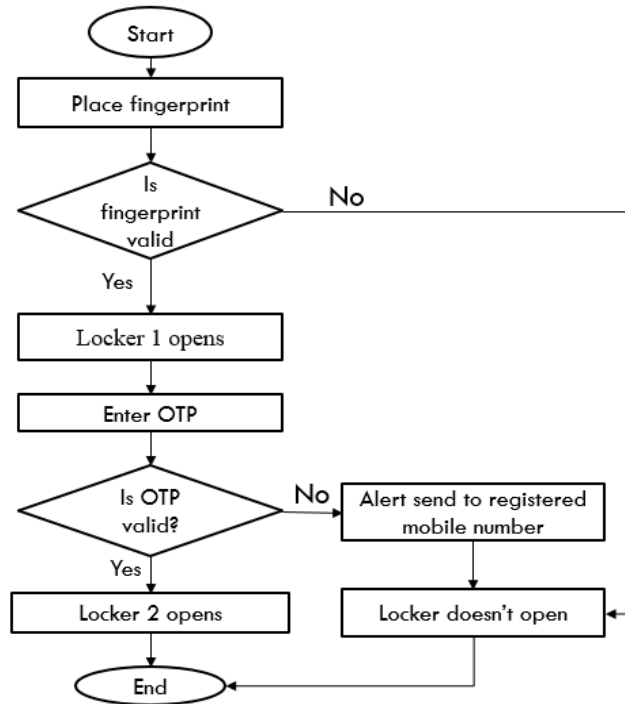 Start
Place fingerprint
Is
fingerprint
valid
No
Yes
Locker 1 opens
Enter OTP
Is OTP
valid?
No
Alert send to registered
mobile number
Yes
Locker 2 opens
Locker doesn't open
End